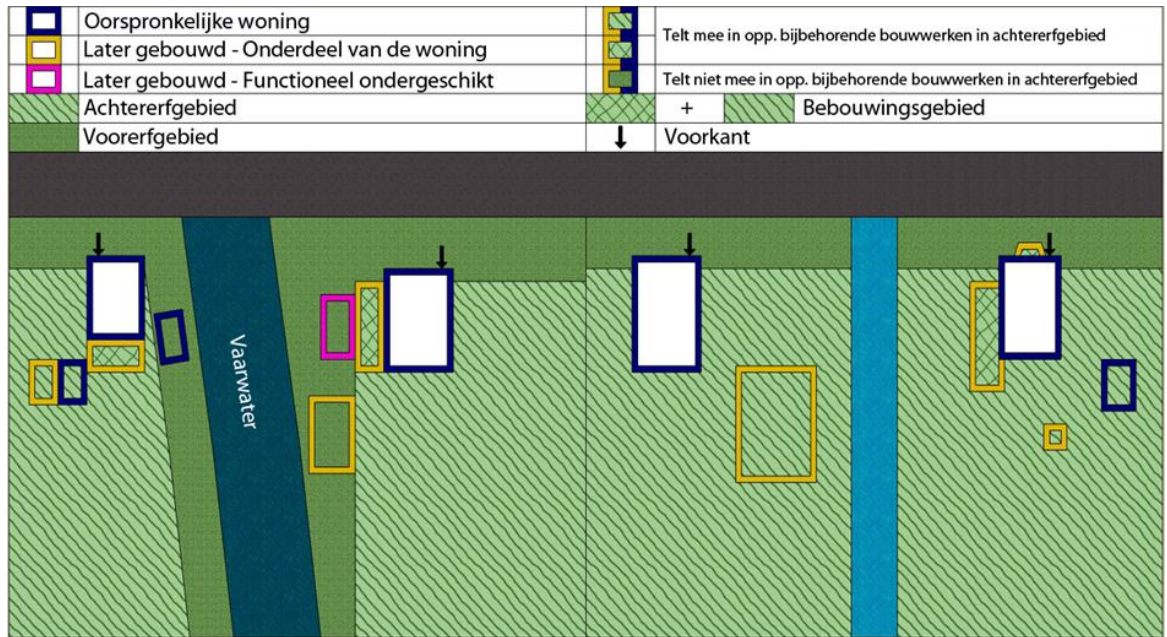 Oorspronkelijke woning
Later gebouwd - Onderdeel van de woning
Later gebouwd - Functioneel ondergeschikt
Achtererfgebied
Voorerfgebied
Telt mee in opp. bijbehorende bouwwerken in achtererfgebied
Telt niet mee in opp. bijbehorende bouwwerken in achtererfgebied
+ Bebouwingsgebied
Voorkant
Vaarwater